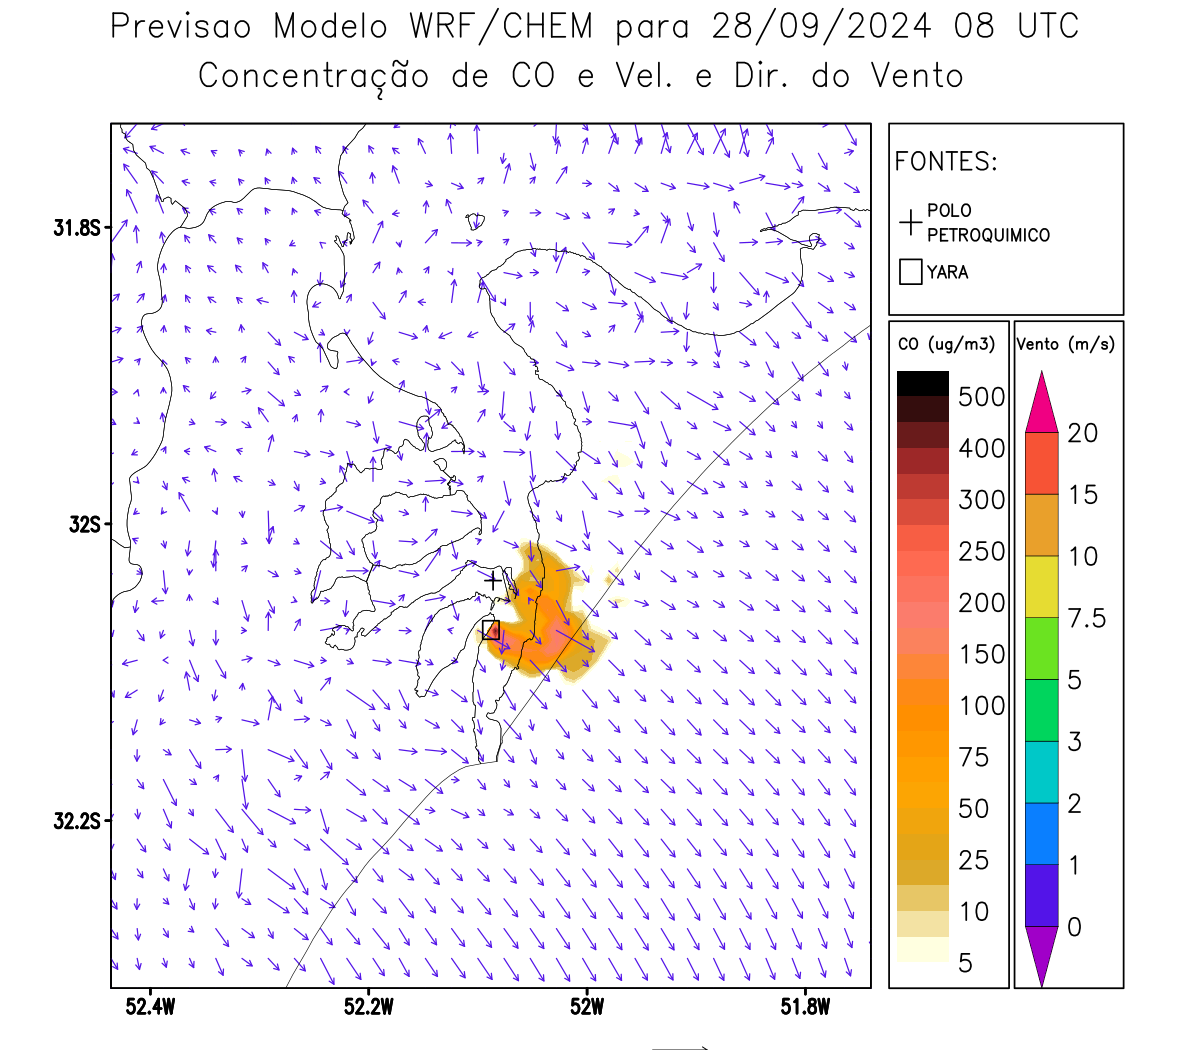 Previsao Modelo WRF/CHEM para 28/09/2024 08 UTC
Concentração de CO e Vel. e Dir. do Vento
FONTES:
POLO
PETROQUIMICO
YARA
CO (ug/m3)
500
400
300
250
200
150
100
75
50
25
10
5
Vento (m/s)
20
15
10
7.5
5
3
2
1
0
31.8S
32S
32.2S
52.4W
52.2W
52W
51.8W